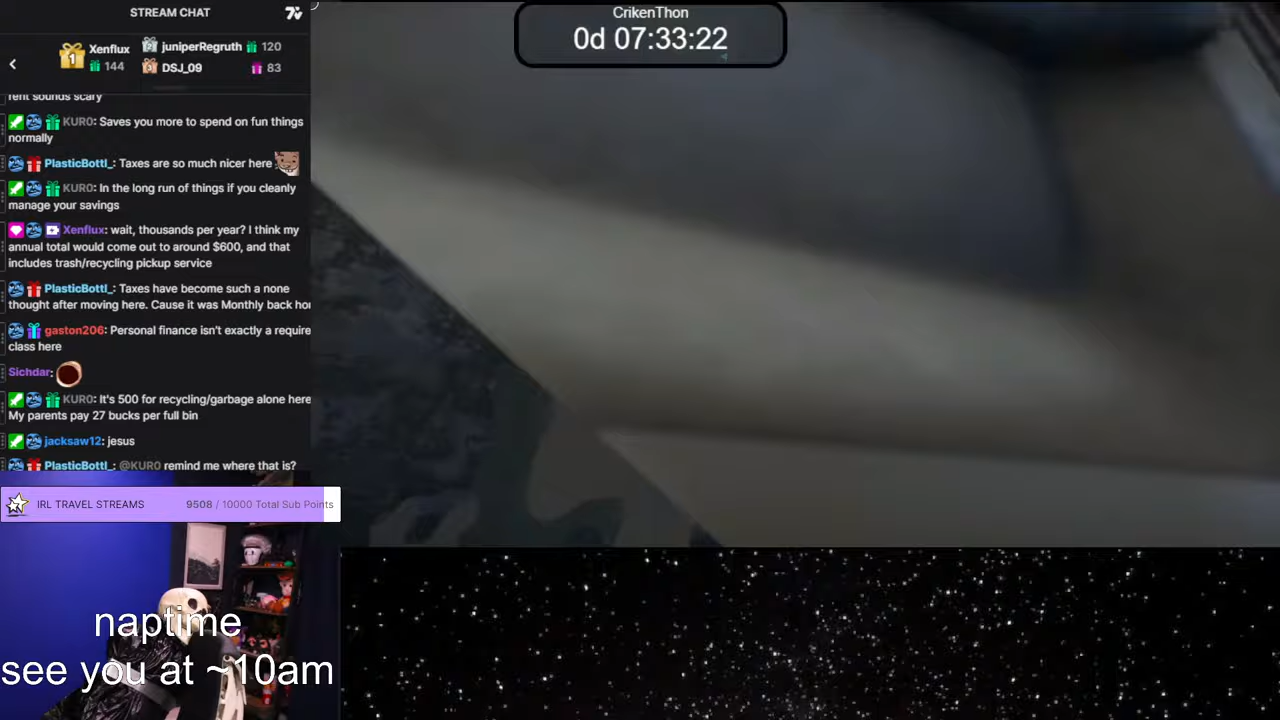 STREAM CHAT
CrikenThon
0d 07:33:22
Xenflux
144
juniperRegruth 120
DSJ_09 83
rent sounds scary
KUR0: Saves you more to spend on fun things
normally
PlasticBottl_: Taxes are so much nicer here
KUR0: In the long run of things if you cleanly
manage your savings
Xenflux: wait, thousands per year? I think my
annual total would come out to around $600, and that
includes trash/recycling pickup service
PlasticBottl_: Taxes have become such a none
thought after moving here. Cause it was Monthly back ho
gaston206: Personal finance isn't exactly a require
class here
Sichdar:
KUR0: It's 500 for recycling/garbage alone here
My parents pay 27 bucks per full bin
jacksaw12: jesus
PlasticBottl_: @KUR0 remind me where that is?
IRL TRAVEL STREAMS 9508 / 10000 Total Sub Points
naptime
see you at ~10am